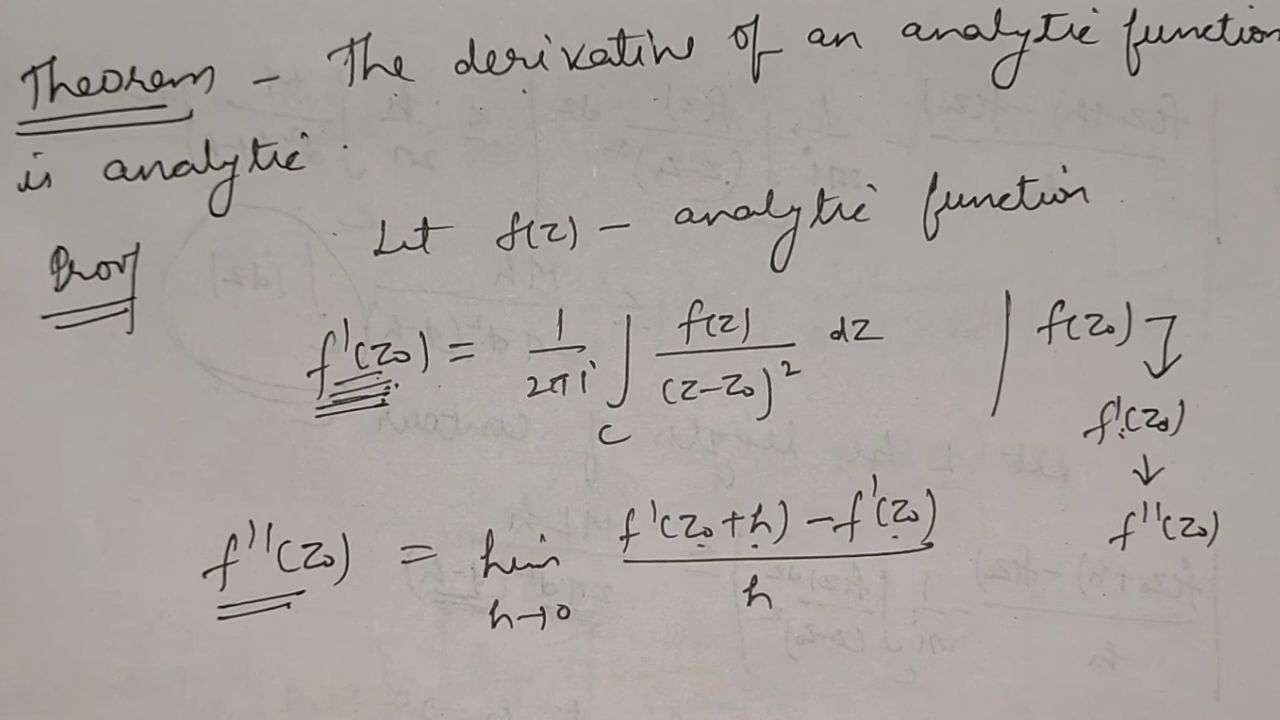 Theorem - The derivative of an analytic function
is analytic.
Proof Let f(z) - analytic function
f'(z₀) = 1/2πi ∫_C f(z)/(z-z₀)² dz | f(z₀) ↴
f'(z₀)
↓
f''(z₀) = lim_{h→0} f'(z₀+h) - f'(z₀)/h f''(z₀)